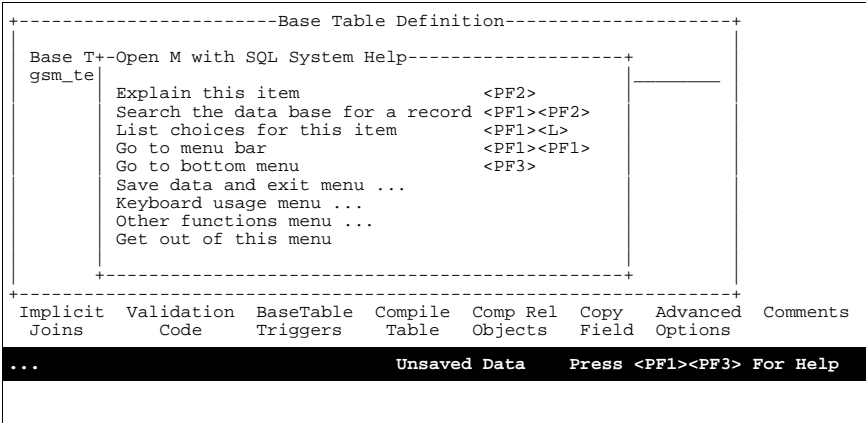 +------------------------Base Table Definition---------------------+
Base T+-Open M with SQL System Help--------------------+
gsm_te ________
Explain this item <PF2>
Search the data base for a record <PF1><PF2>
List choices for this item <PF1><L>
Go to menu bar <PF1><PF1>
Go to bottom menu <PF3>
Save data and exit menu ...
Keyboard usage menu ...
Other functions menu ...
Get out of this menu
Implicit Validation BaseTable Compile Comp Rel Copy Advanced Comments
Joins Code Triggers Table Objects Field Options
... Unsaved Data Press <PF1><PF3> For Help